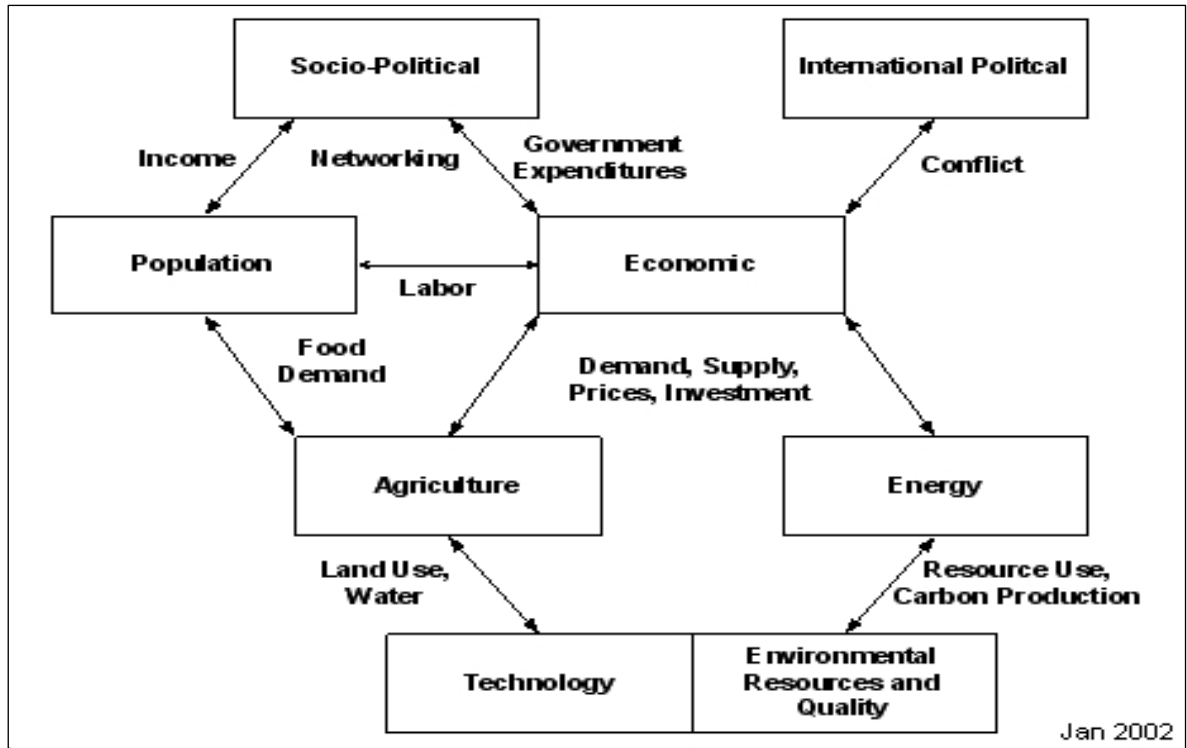 Socio-Political
International Politcal
Income
Networking
Government
Expenditures
Conflict
Population
Economic
Labor
Food
Demand
Demand, Supply,
Prices, Investment
Agriculture
Energy
Land Use,
Water
Resource Use,
Carbon Production
Technology
Environmental
Resources and
Quality
Jan 2002